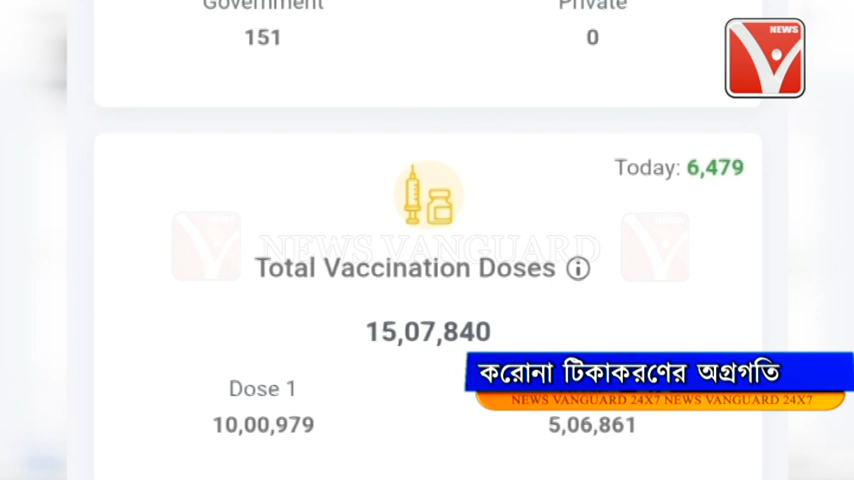 Government
Private
151
0
NEWS
Today: 6,479
NEWS VANGUARD
Total Vaccination Doses
15,07,840
করোনা টিকাকরণের অগ্রগতি
Dose 1
NEWS VANGUARD 24X7 NEWS VANGUARD 24X7
10,00,979
5,06,861